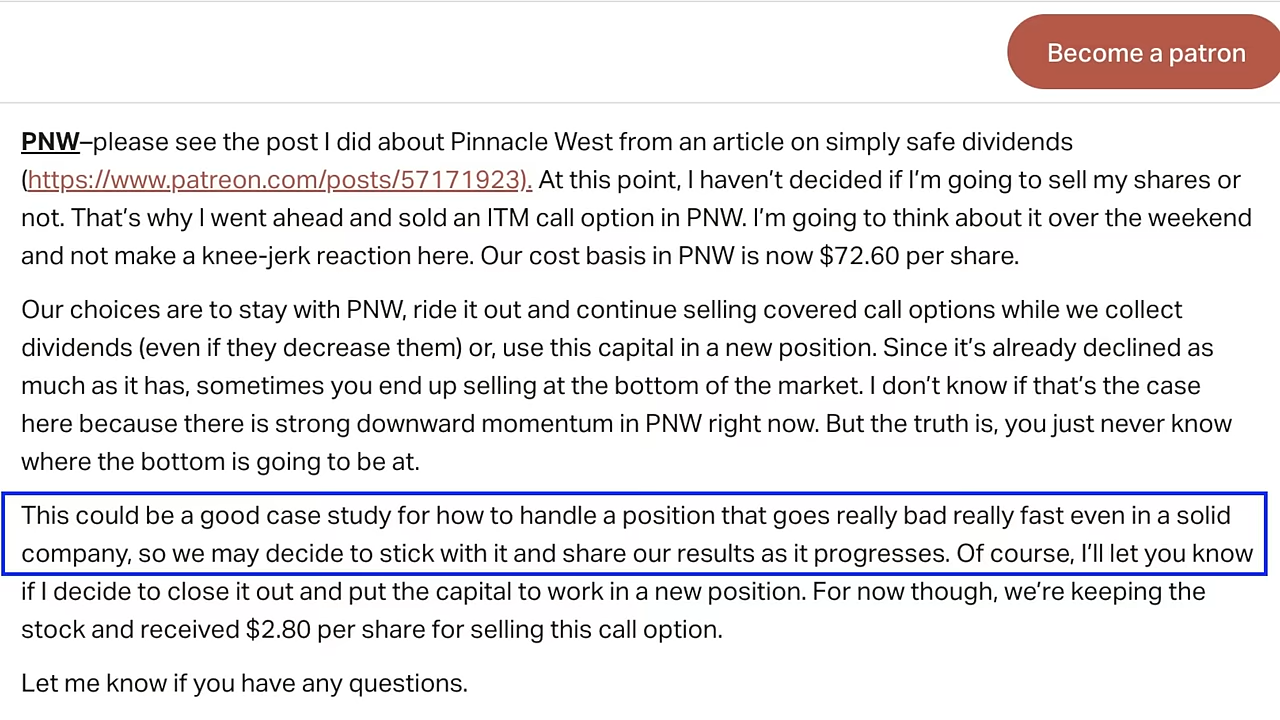 Become a patron
PNW–please see the post I did about Pinnacle West from an article on simply safe dividends
(https://www.patreon.com/posts/57171923). At this point, I haven’t decided if I’m going to sell my shares or
not. That’s why I went ahead and sold an ITM call option in PNW. I’m going to think about it over the weekend
and not make a knee-jerk reaction here. Our cost basis in PNW is now $72.60 per share.
Our choices are to stay with PNW, ride it out and continue selling covered call options while we collect
dividends (even if they decrease them) or, use this capital in a new position. Since it’s already declined as
much as it has, sometimes you end up selling at the bottom of the market. I don’t know if that’s the case
here because there is strong downward momentum in PNW right now. But the truth is, you just never know
where the bottom is going to be at.
This could be a good case study for how to handle a position that goes really bad really fast even in a solid
company, so we may decide to stick with it and share our results as it progresses. Of course, I’ll let you know
if I decide to close it out and put the capital to work in a new position. For now though, we’re keeping the
stock and received $2.80 per share for selling this call option.
Let me know if you have any questions.